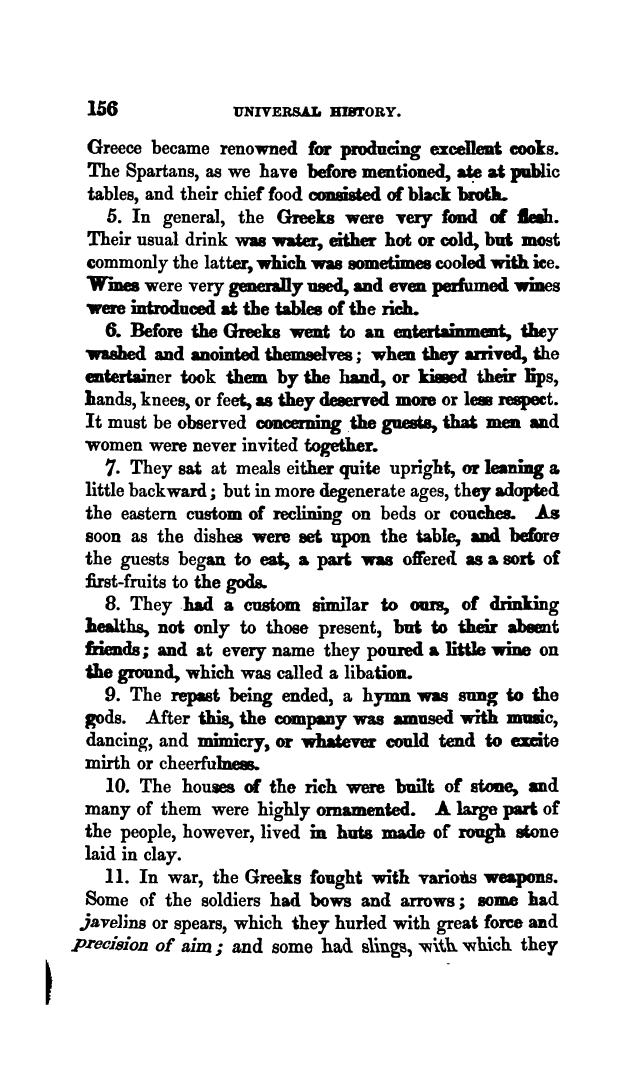 156 UNIVERSAL HISTORY.
Greece became renowned for producing excellent cooks.
The Spartans, as we have before mentioned, ate at public
tables, and their chief food consisted of black broth.
5. In general, the Greeks were very fond of flesh.
Their usual drink was water, either hot or cold, but most
commonly the latter, which was sometimes cooled with ice.
Wines were very generally used, and even perfumed wines
were introduced at the tables of the rich.
6. Before the Greeks went to an entertainment, they
washed and anointed themselves; when they arrived, the
entertainer took them by the hand, or kissed their lips,
hands, knees, or feet, as they deserved more or less respect.
It must be observed concerning the guests, that men and
women were never invited together.
7. They sat at meals either quite upright, or leaning a
little backward; but in more degenerate ages, they adopted
the eastern custom of reclining on beds or couches. As
soon as the dishes were set upon the table, and before
the guests began to eat, a part was offered as a sort of
first-fruits to the gods.
8. They had a custom similar to ours, of drinking
healths, not only to those present, but to their absent
friends; and at every name they poured a little wine on
the ground, which was called a libation.
9. The repast being ended, a hymn was sung to the
gods. After this, the company was amused with music,
dancing, and mimicry, or whatever could tend to excite
mirth or cheerfulness.
10. The houses of the rich were built of stone, and
many of them were highly ornamented. A large part of
the people, however, lived in huts made of rough stone
laid in clay.
11. In war, the Greeks fought with various weapons.
Some of the soldiers had bows and arrows; some had
javelins or spears, which they hurled with great force and
precision of aim; and some had slings, with which they